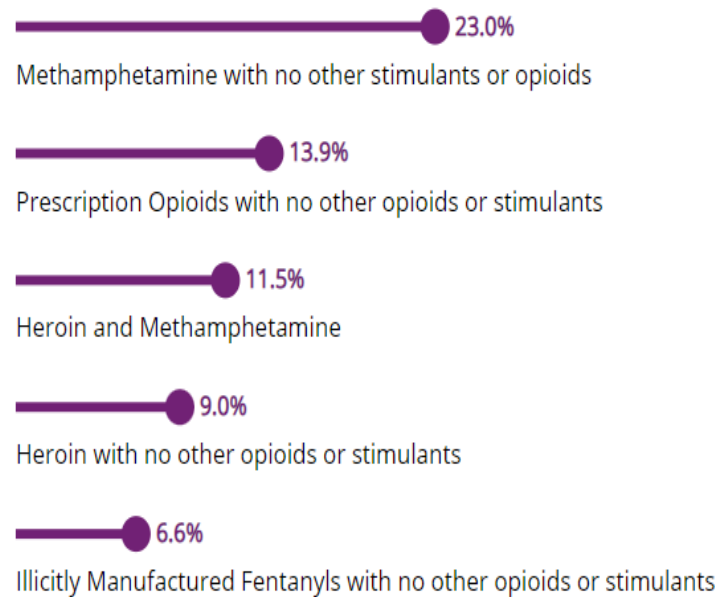 23.0%
Methamphetamine with no other stimulants or opioids
13.9%
Prescription Opioids with no other opioids or stimulants
11.5%
Heroin and Methamphetamine
9.0%
Heroin with no other opioids or stimulants
6.6%
Illicitly Manufactured Fentanyls with no other opioids or stimulants